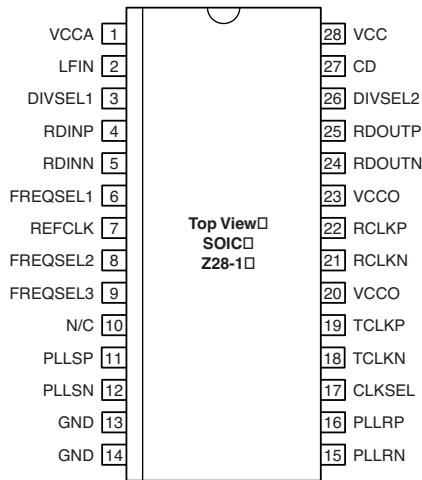 VCCA 1
LFIN 2
DIVSEL1 3
RDINP 4
RDINN 5
FREQSEL1 6
REFCLK 7
FREQSEL2 8
FREQSEL3 9
N/C 10
PLLSP 11
PLLSN 12
GND 13
GND 14
Top View□
SOIC□
Z28-1□
28 VCC
27 CD
26 DIVSEL2
25 RDOUTP
24 RDOUTN
23 VCCO
22 RCLKP
21 RCLKN
20 VCCO
19 TCLKP
18 TCLKN
17 CLKSEL
16 PLLRP
15 PLLRN